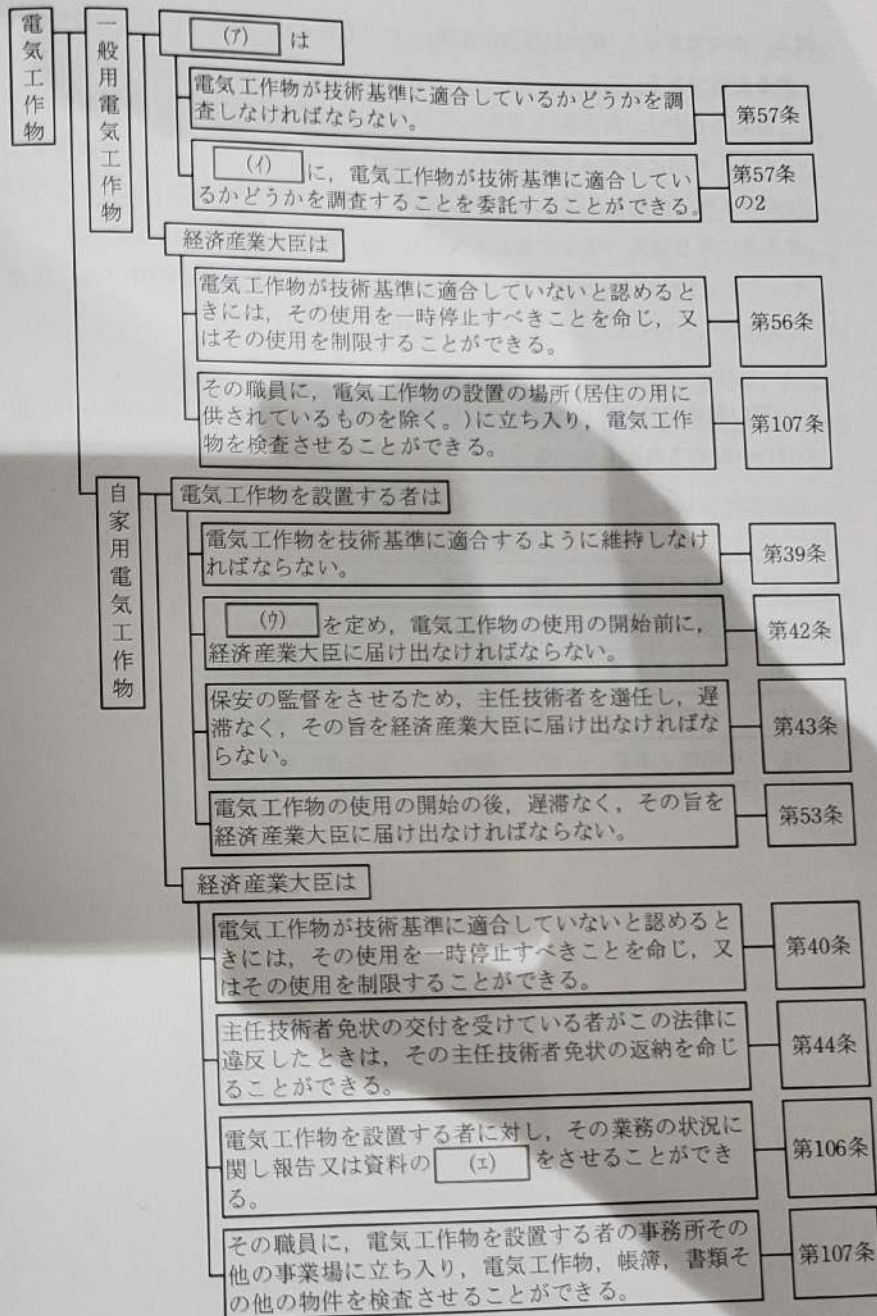 電気工作物
一般用電気工作物
(ア) は
電気工作物が技術基準に適合しているかどうかを調
査しなければならない。
第57条
(イ) に，電気工作物が技術基準に適合してい
るかどうかを調査することを委託することができる。
第57条
の2
経済産業大臣は
電気工作物が技術基準に適合していないと認めると
きには，その使用を一時停止すべきことを命じ，又
はその使用を制限することができる。
第56条
その職員に，電気工作物の設置の場所(居住の用に
供されているものを除く。)に立ち入り，電気工作
物を検査させることができる。
第107条
自家用電気工作物
電気工作物を設置する者は
電気工作物を技術基準に適合するように維持しなけ
ればならない。
第39条
(ウ) を定め，電気工作物の使用の開始前に，
経済産業大臣に届け出なければならない。
第42条
保安の監督をさせるため，主任技術者を選任し，遅
滞なく，その旨を経済産業大臣に届け出なければな
らない。
第43条
電気工作物の使用の開始の後，遅滞なく，その旨を
経済産業大臣に届け出なければならない。
第53条
経済産業大臣は
電気工作物が技術基準に適合していないと認めると
きには，その使用を一時停止すべきことを命じ，又
はその使用を制限することができる。
第40条
主任技術者免状の交付を受けている者がこの法律に
違反したときは，その主任技術者免状の返納を命じ
ることができる。
第44条
電気工作物を設置する者に対し，その業務の状況に
関し報告又は資料の (エ) をさせることができ
る。
第106条
その職員に，電気工作物を設置する者の事務所その
他の事業場に立ち入り，電気工作物，帳簿，書類そ
の他の物件を検査させることができる。
第107条